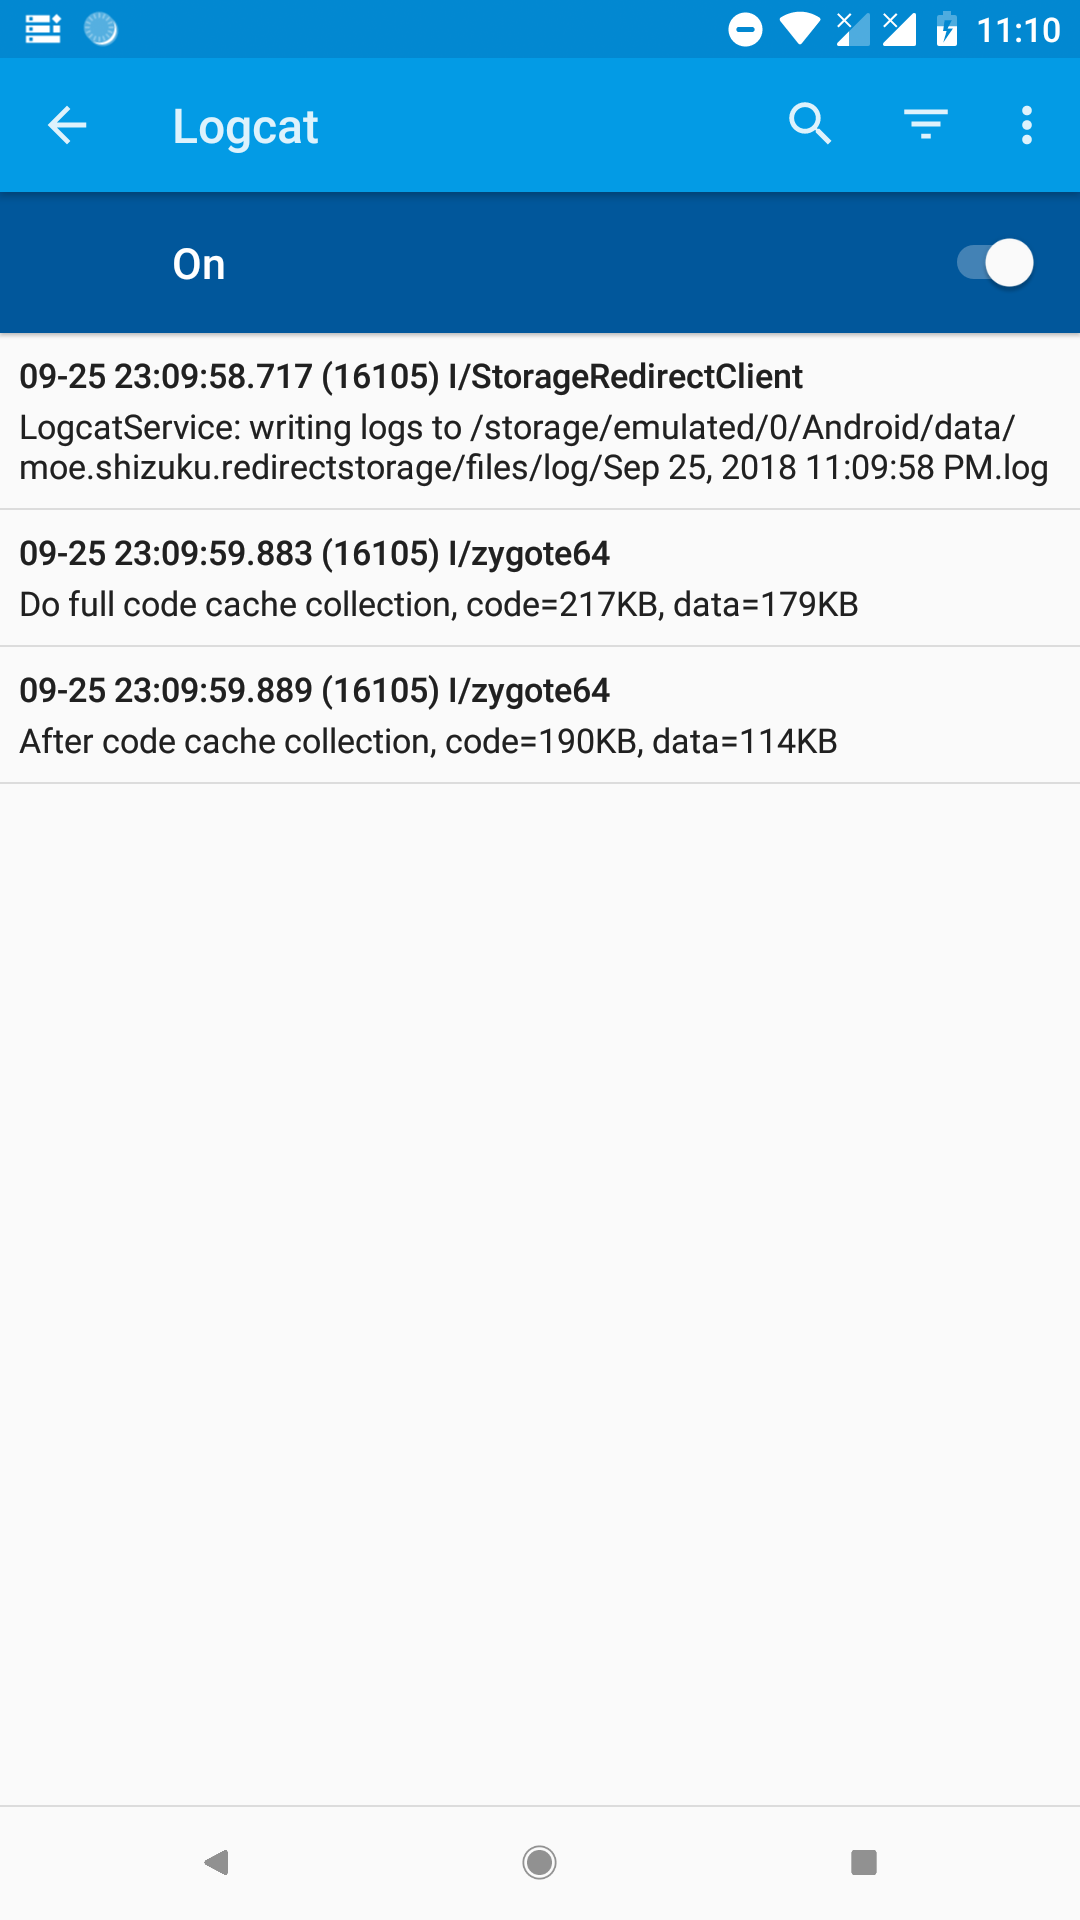 11:10
Logcat
On
09-25 23:09:58.717 (16105) I/StorageRedirectClient
LogcatService: writing logs to /storage/emulated/0/Android/data/
moe.shizuku.redirectstorage/files/log/Sep 25, 2018 11:09:58 PM.log
09-25 23:09:59.883 (16105) I/zygote64
Do full code cache collection, code=217KB, data=179KB
09-25 23:09:59.889 (16105) I/zygote64
After code cache collection, code=190KB, data=114KB